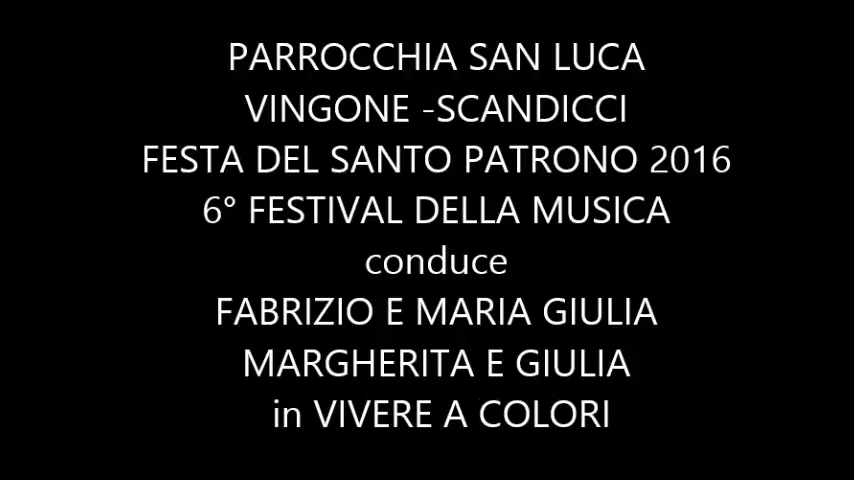 PARROCCHIA SAN LUCA
VINGONE -SCANDICCI
FESTA DEL SANTO PATRONO 2016
6° FESTIVAL DELLA MUSICA
conduce
FABRIZIO E MARIA GIULIA
MARGHERITA E GIULIA
in VIVERE A COLORI